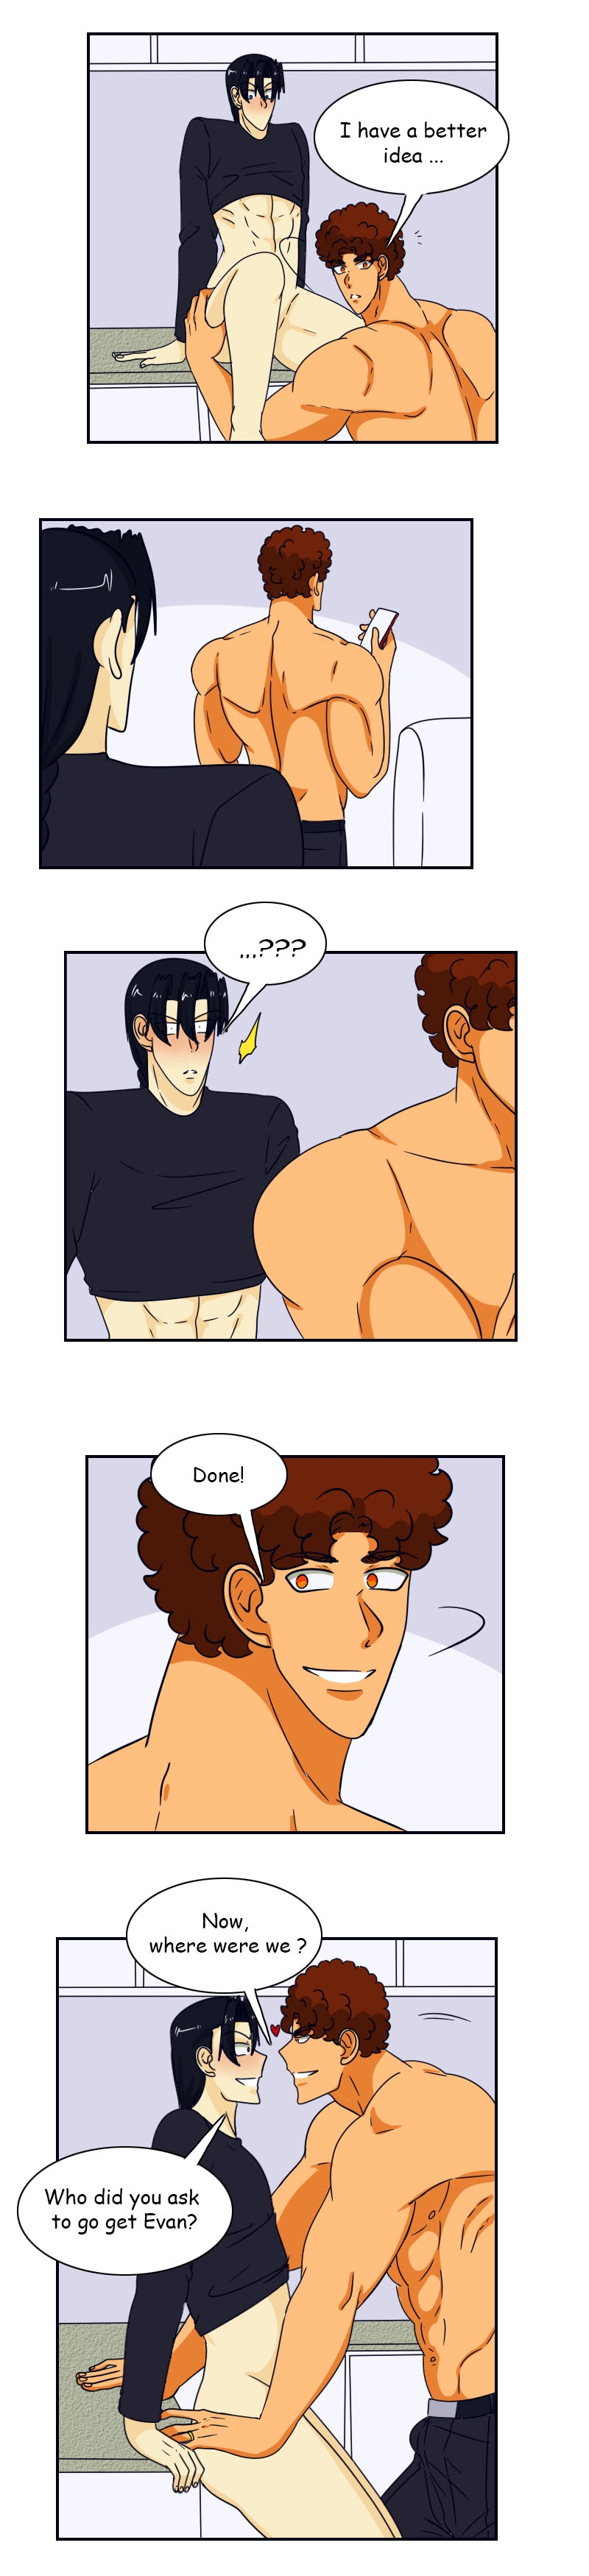 I have a better
idea ...
...???
Done!
Now,
where were we ?
Who did you ask
to go get Evan?